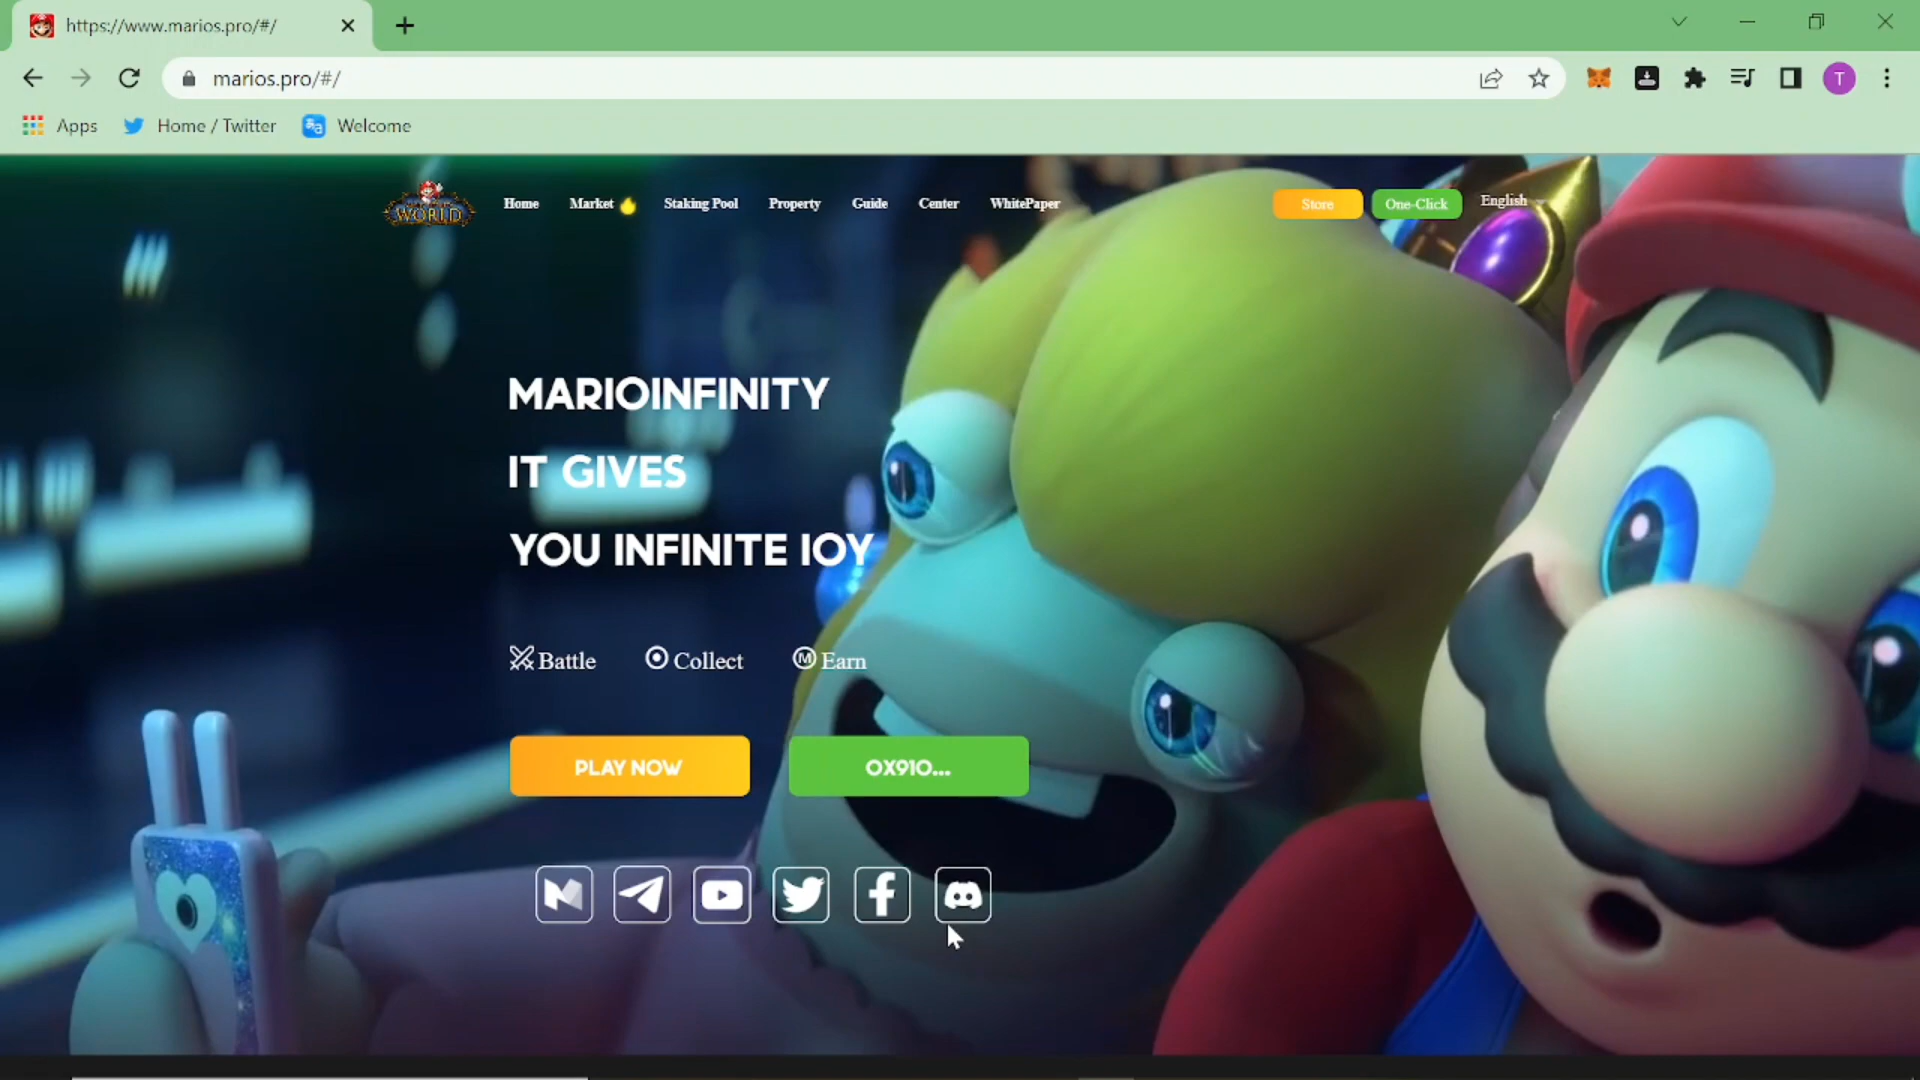 https://www.marios.pro/#/
marios.pro/#/
T
Apps
Home / Twitter
Welcome
WORLD
Home
Market
Staking Pool
Property
Guide
Center
WhitePaper
Store
One-Click
English
MARIOINFINITY
IT GIVES
YOU INFINITE IOY
Battle
Collect
M Earn
PLAY NOW
0X910...